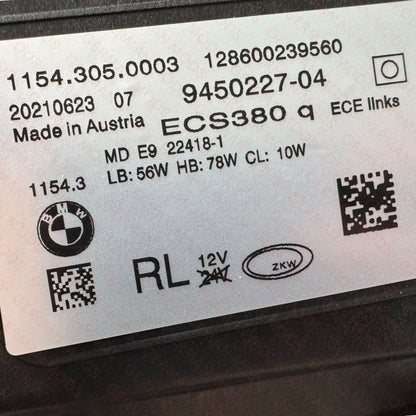 1154.305.0003 128600239560
20210623 07 9450227-04
Made in Austria ECS380 q ECE links
MD E9 22418-1
1154.3 LB: 56W HB: 78W CL: 10W
BMW
RL 12V 24V ZKW